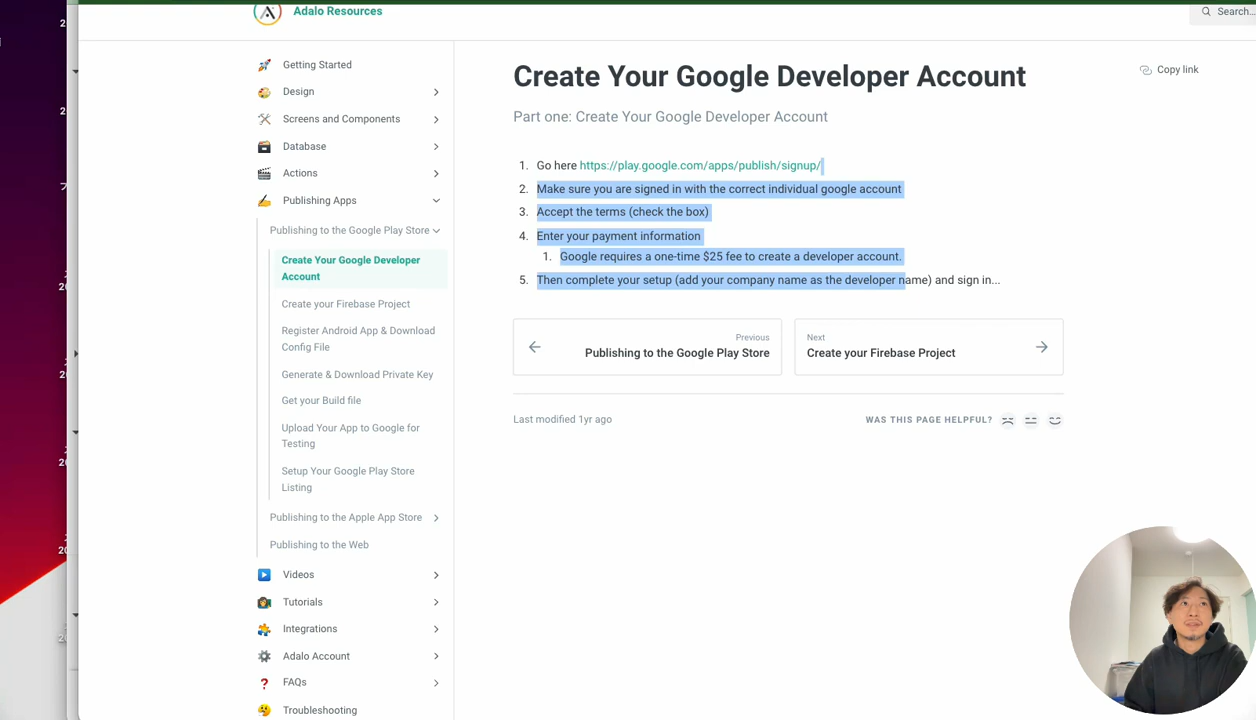 Adalo Resources
Search...
Getting Started
Design
Screens and Components
Database
Actions
Publishing Apps
Publishing to the Google Play Store
Create Your Google Developer
Account
Create your Firebase Project
Register Android App & Download
Config File
Generate & Download Private Key
Get your Build file
Upload Your App to Google for
Testing
Setup Your Google Play Store
Listing
Publishing to the Apple App Store
Publishing to the Web
Videos
Tutorials
Integrations
Adalo Account
FAQs
Troubleshooting
Create Your Google Developer Account
Copy link
Part one: Create Your Google Developer Account
1. Go here https://play.google.com/apps/publish/signup/
2. Make sure you are signed in with the correct individual google account
3. Accept the terms (check the box)
4. Enter your payment information
1. Google requires a one-time $25 fee to create a developer account.
5. Then complete your setup (add your company name as the developer name) and sign in...
Previous
Publishing to the Google Play Store
Next
Create your Firebase Project
Last modified 1yr ago
WAS THIS PAGE HELPFUL?